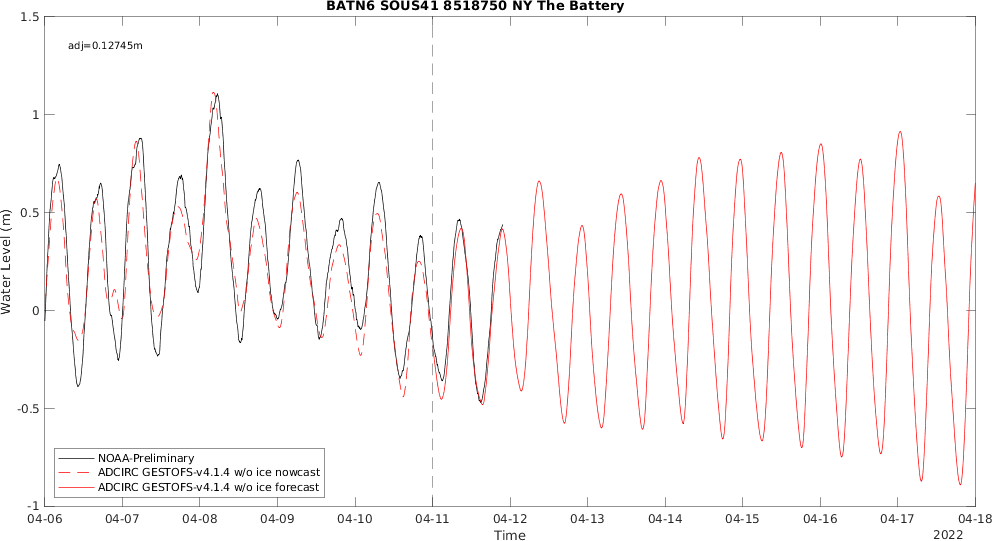 BATN6 SOUS41 8518750 NY The Battery
adj=0.12745m
1.5
1
0.5
0
-0.5
-1
Water Level (m)
NOAA-Preliminary
ADCIRC GESTOFS-v4.1.4 w/o ice nowcast
ADCIRC GESTOFS-v4.1.4 w/o ice forecast
04-06 04-07 04-08 04-09 04-10 04-11 04-12 04-13 04-14 04-15 04-16 04-17 04-18
Time
2022